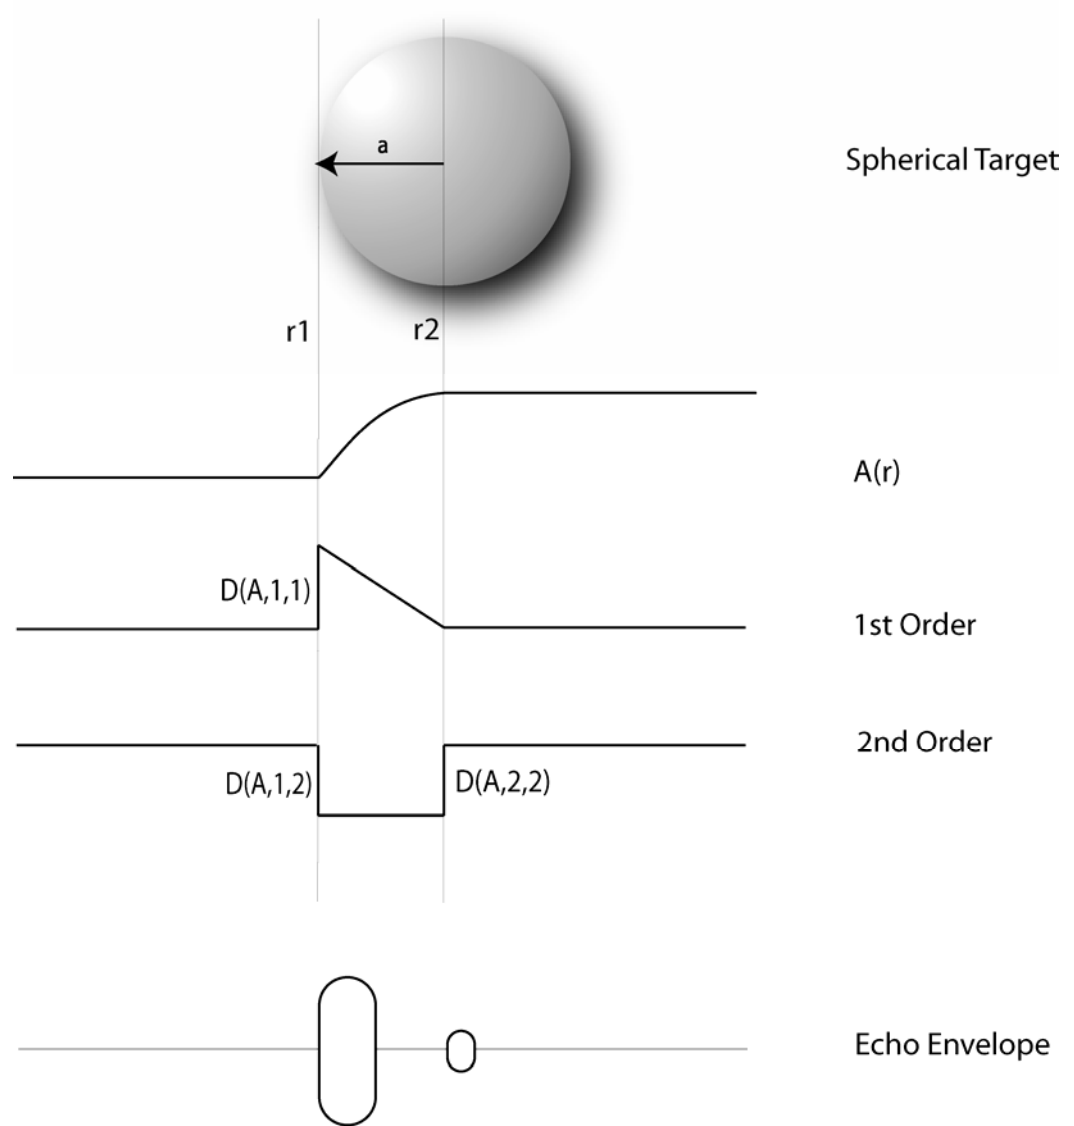 a
Spherical Target
r1
r2
A(r)
D(A,1,1)
1st Order
2nd Order
D(A,1,2)
D(A,2,2)
Echo Envelope